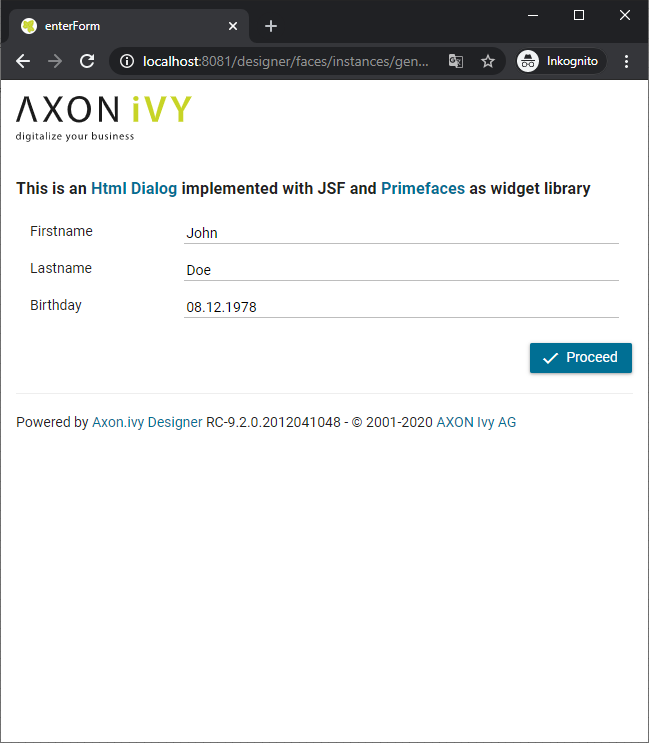 enterForm
localhost:8081/designer/faces/instances/gen...
Inkognito
AXON iVY
digitalize your business
This is an Html Dialog implemented with JSF and Primefaces as widget library
Firstname John
Lastname Doe
Birthday 08.12.1978
Proceed
Powered by Axon.ivy Designer RC-9.2.0.2012041048 - © 2001-2020 AXON Ivy AG